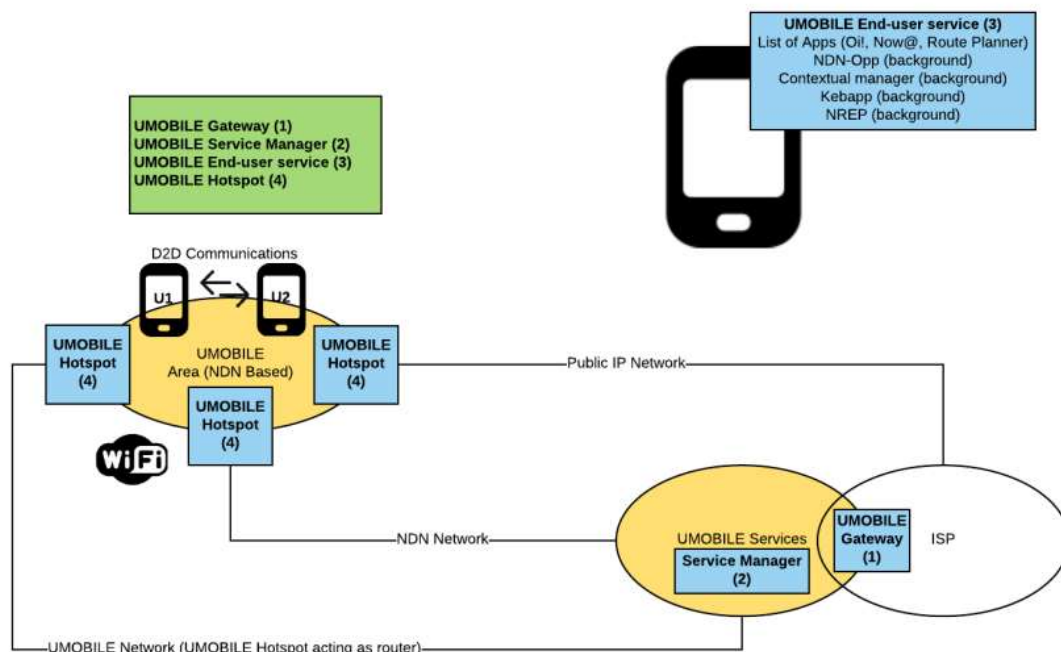 UMOBILE End-user service (3)
List of Apps (Oi!, Now@, Route Planner)
NDN-Opp (background)
Contextual manager (background)
Kebapp (background)
NREP (background)
UMOBILE Gateway (1)
UMOBILE Service Manager (2)
UMOBILE End-user service (3)
UMOBILE Hotspot (4)
D2D Communications
U1
U2
UMOBILE
Hotspot
(4)
UMOBILE
Area (NDN Based)
UMOBILE
Hotspot
(4)
UMOBILE
Hotspot
(4)
WiFi
Public IP Network
NDN Network
UMOBILE Services
Service Manager
(2)
UMOBILE
Gateway
(1)
ISP
UMOBILE Network (UMOBILE Hotspot acting as router)